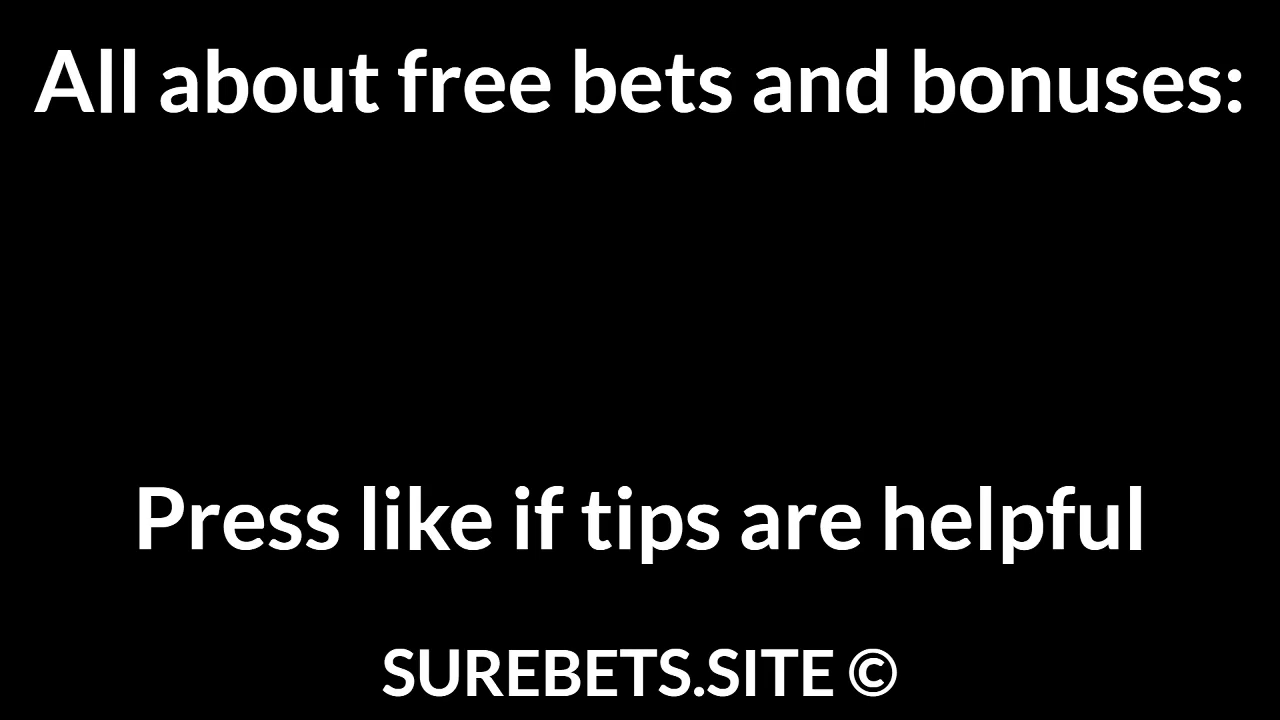 All about free bets and bonuses:
Press like if tips are helpful
SUREBETS.SITE ©